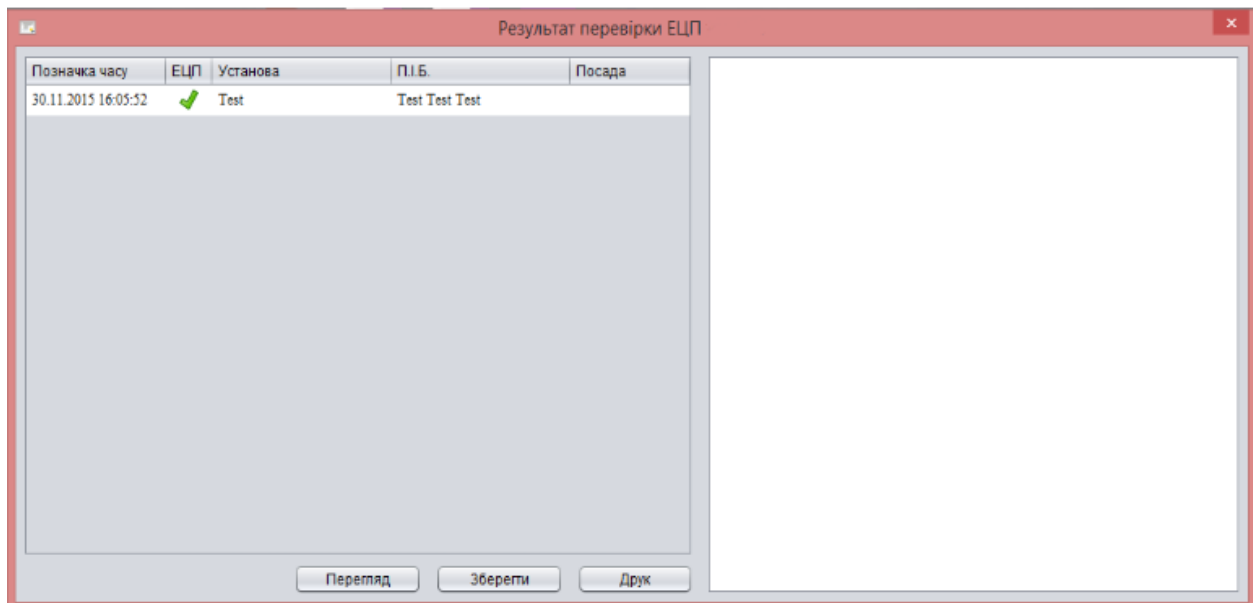 Результат перевірки ЕЦП
Позначка часу ЕЦП Установа П.І.Б. Посада
30.11.2015 16:05:52 Test Test Test Test
Перегляд Зберегти Друк